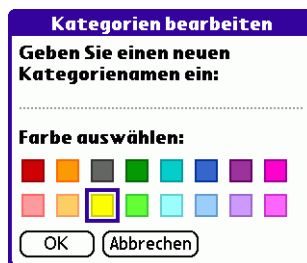 Kategorien bearbeiten
Geben Sie einen neuen
Kategorienamen ein:
Farbe auswählen:
OK Abbrechen